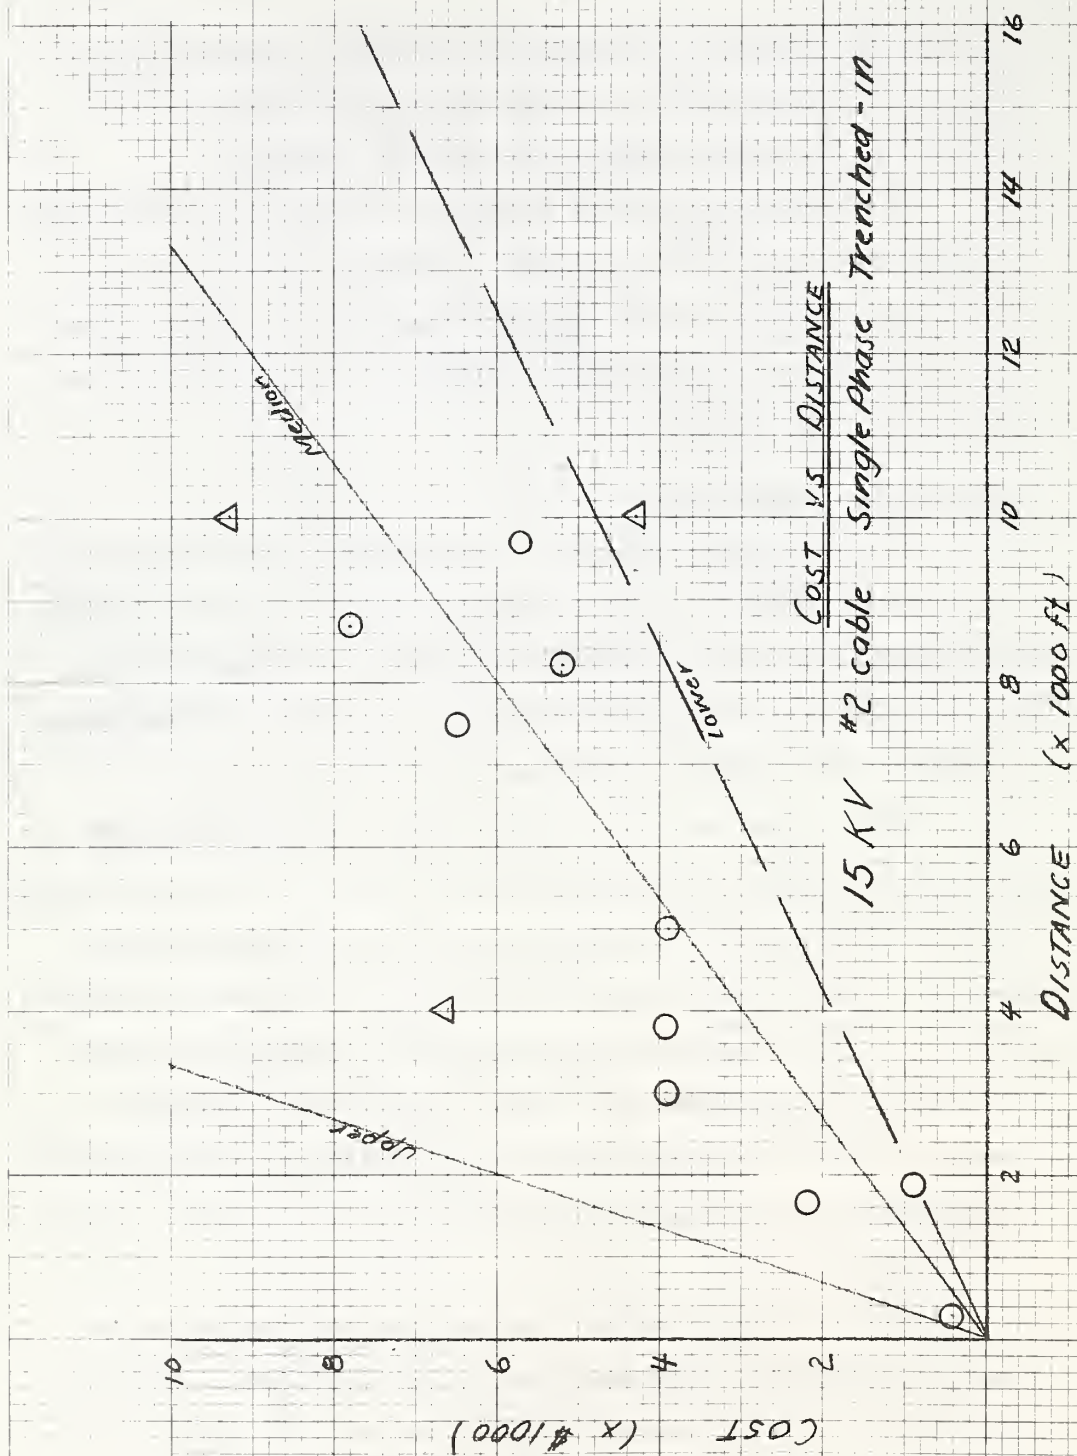 COST VS DISTANCE
15 KV #2 cable Single Phase Trenched-in
Upper
Median
Lower
COST (x $1000)
10
8
6
4
2
2 4 6 8 10 12 14 16
DISTANCE (x 1000 ft)